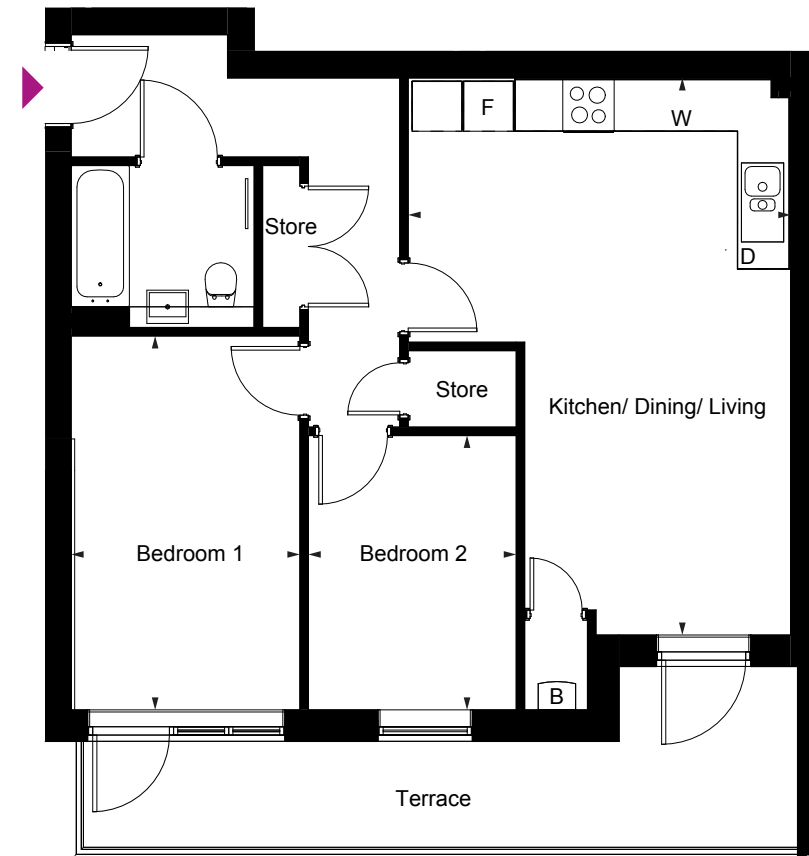 F
W
Store
D
Store
Kitchen/ Dining/ Living
Bedroom 1
Bedroom 2
B
Terrace